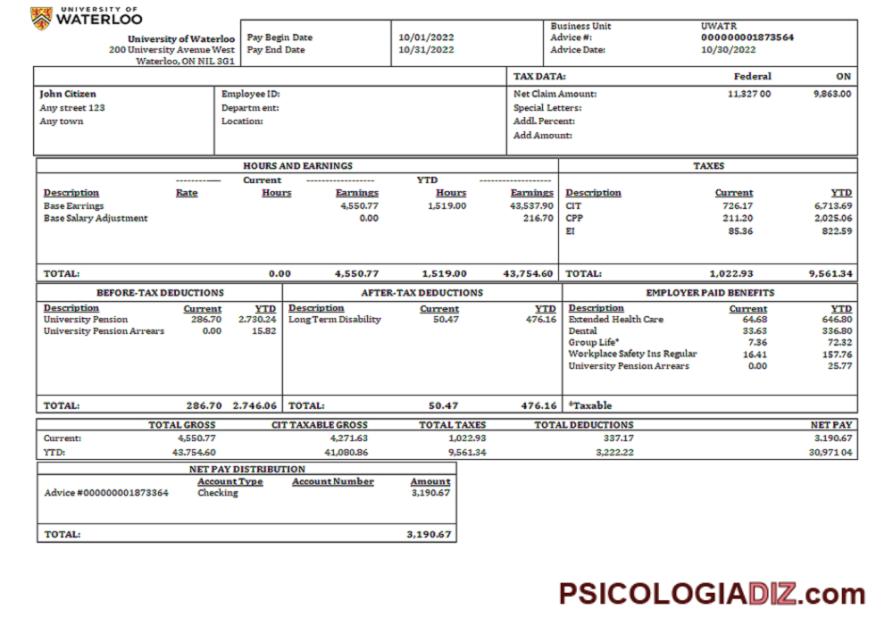 UNIVERSITY OF
WATERLOO
University of Waterloo
200 University Avenue West
Waterloo, ON NIL 3G1
Pay Begin Date 10/01/2022
Pay End Date 10/31/2022
Business Unit UWATR
Advice #: 000000001873564
Advice Date: 10/30/2022
TAX DATA: Federal ON
John Citizen
Any street 123
Any town
Employee ID:
Departm ent:
Location:
Net Claim Amount: 11,327 00 9,863.00
Special Letters:
Addl. Percent:
Add Amount:
HOURS AND EARNINGS
---------- Current ----------------- YTD ------------------
Description Rate Hours Earnings Hours Earnings
Base Earrings 4,550.77 1,519.00 43,537.90
Base Salary Adjustment 0.00 216.70
TOTAL: 0.00 4,550.77 1,519.00 43,754.60
TAXES
Description Current YTD
CIT 726.17 6,713.69
CPP 211.20 2,025.06
EI 85.36 822.59
TOTAL: 1,022.93 9,561.34
BEFORE-TAX DEDUCTIONS
Description Current YTD
University Pension 286.70 2.730.24
University Pension Arrears 0.00 15.82
TOTAL: 286.70 2.746.06
AFTER-TAX DEDUCTIONS
Description Current YTD
Long Term Disability 50.47 476.16
TOTAL: 50.47 476.16
EMPLOYER PAID BENEFITS
Description Current YTD
Extended Health Care 64.68 646.80
Dental 33.63 336.80
Group Life* 7.36 72.32
Workplace Safety Ins Regular 16.41 157.76
University Pension Arrears 0.00 25.77
*Taxable
TOTAL GROSS CIT TAXABLE GROSS TOTAL TAXES TOTAL DEDUCTIONS NET PAY
Current: 4,550.77 4,271.63 1,022.93 337.17 3.190.67
YTD: 43.754.60 41,080.86 9,561.34 3,222.22 30,971 04
NET PAY DISTRIBUTION
Account Type Account Number Amount
Advice #000000001873364 Checking 3,190.67
TOTAL: 3,190.67
PSICOLOGIADIZ.com